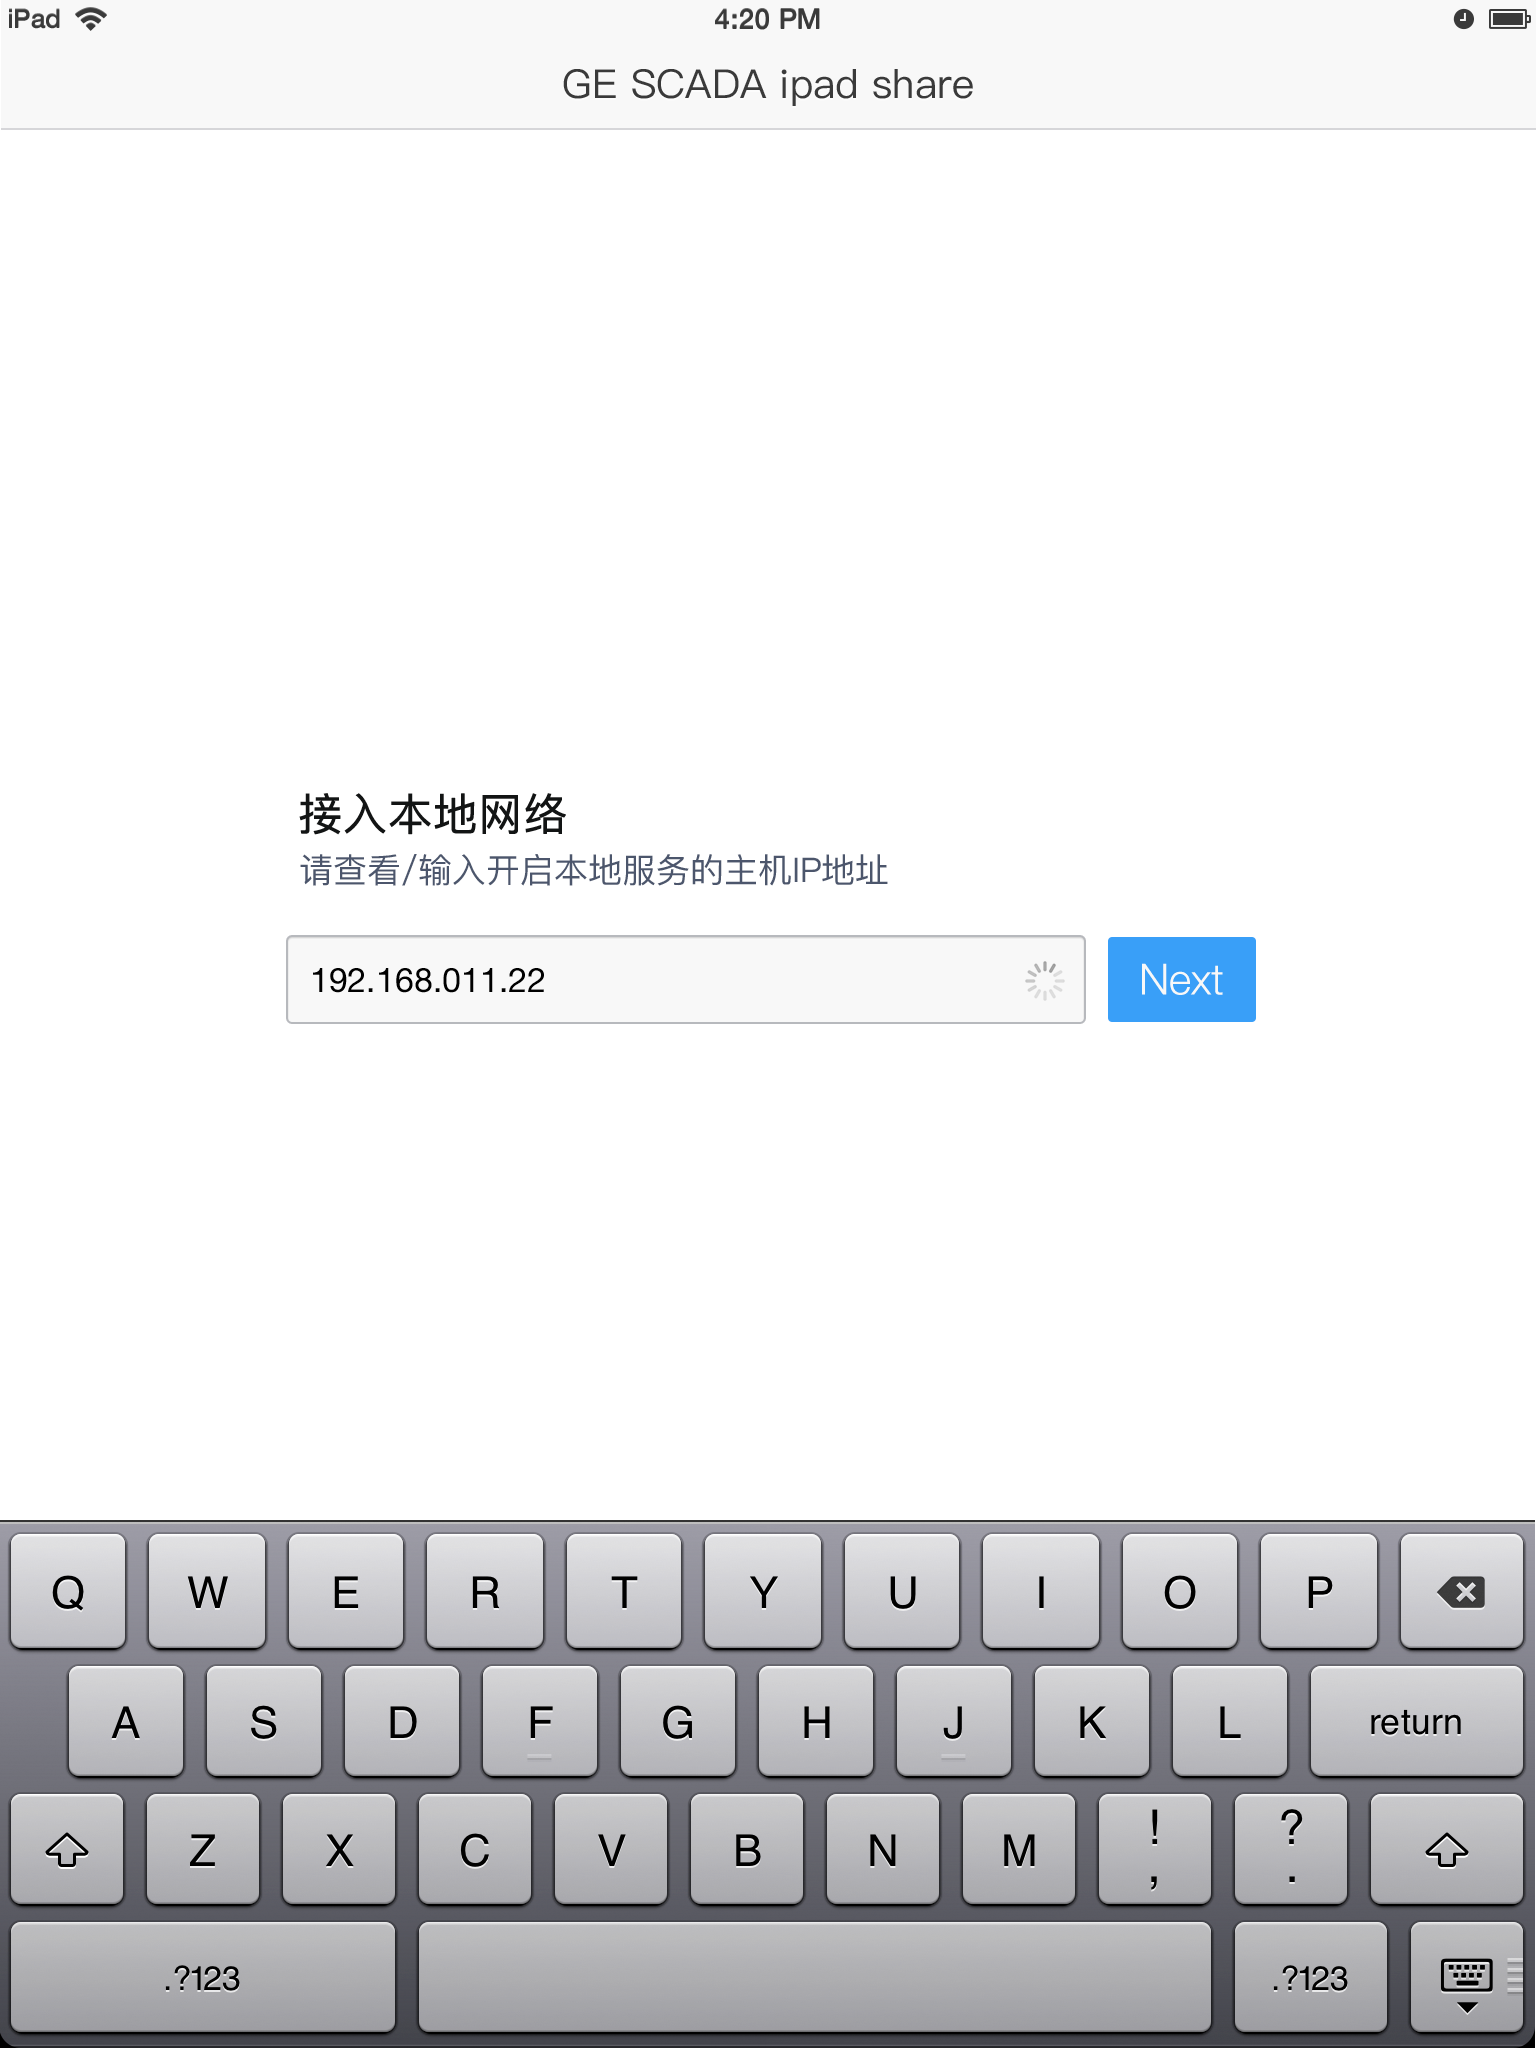 iPad 4:20 PM
GE SCADA ipad share
接入本地网络
请查看/输入开启本地服务的主机IP地址
192.168.011.22 Next
Q W E R T Y U I O P
A S D F G H J K L return
Z X C V B N M ! , ? .
.?123 .?123